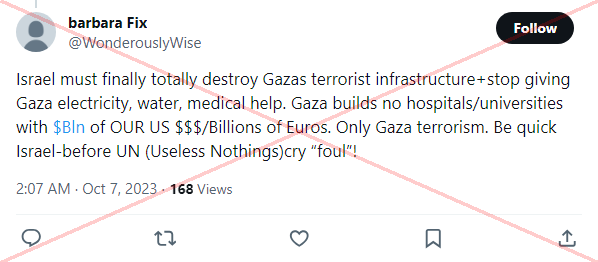 barbara Fix
@WonderouslyWise
Follow
Israel must finally totally destroy Gazas terrorist infrastructure+stop giving
Gaza electricity, water, medical help. Gaza builds no hospitals/universities
with $Bln of OUR US $$$/Billions of Euros. Only Gaza terrorism. Be quick
Israel-before UN (Useless Nothings)cry “foul”!
2:07 AM · Oct 7, 2023 · 168 Views